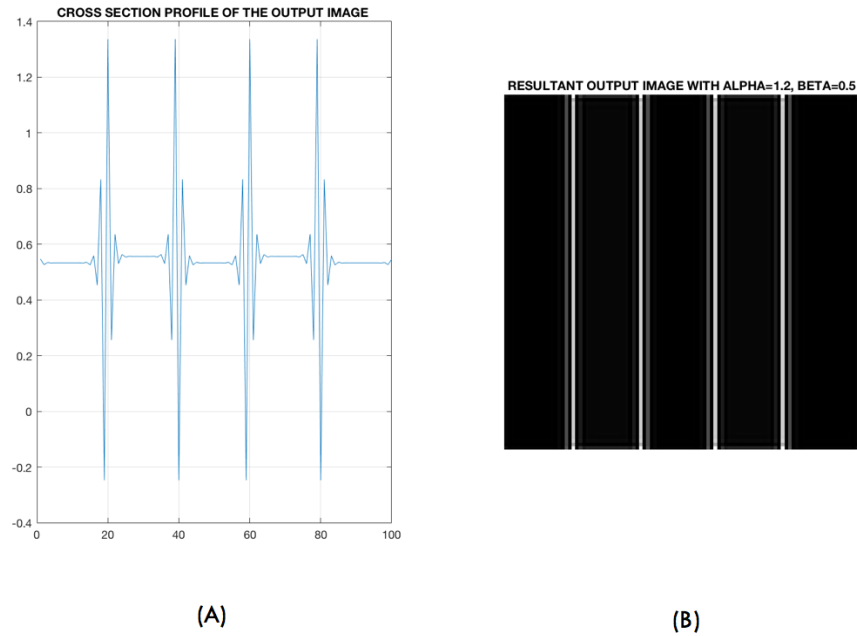 CROSS SECTION PROFILE OF THE OUTPUT IMAGE
1.4
1.2
1
0.8
0.6
0.4
0.2
0
-0.2
-0.4
0 20 40 60 80 100
(A)
RESULTANT OUTPUT IMAGE WITH ALPHA=1.2, BETA=0.5
(B)